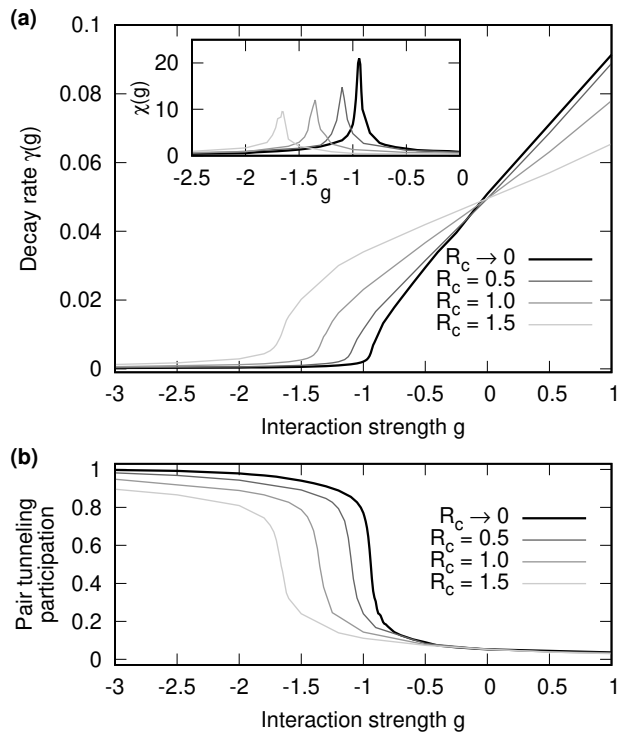 (a)
0.1
0.08
0.06
0.04
0.02
0
Decay rate γ(g)
20
10
0
χ(g)
-2.5 -2 -1.5 -1 -0.5 0
g
R_c → 0
R_c = 0.5
R_c = 1.0
R_c = 1.5
-3 -2.5 -2 -1.5 -1 -0.5 0 0.5 1
Interaction strength g
(b)
1
0.8
0.6
0.4
0.2
0
Pair tunneling
participation
R_c → 0
R_c = 0.5
R_c = 1.0
R_c = 1.5
-3 -2.5 -2 -1.5 -1 -0.5 0 0.5 1
Interaction strength g